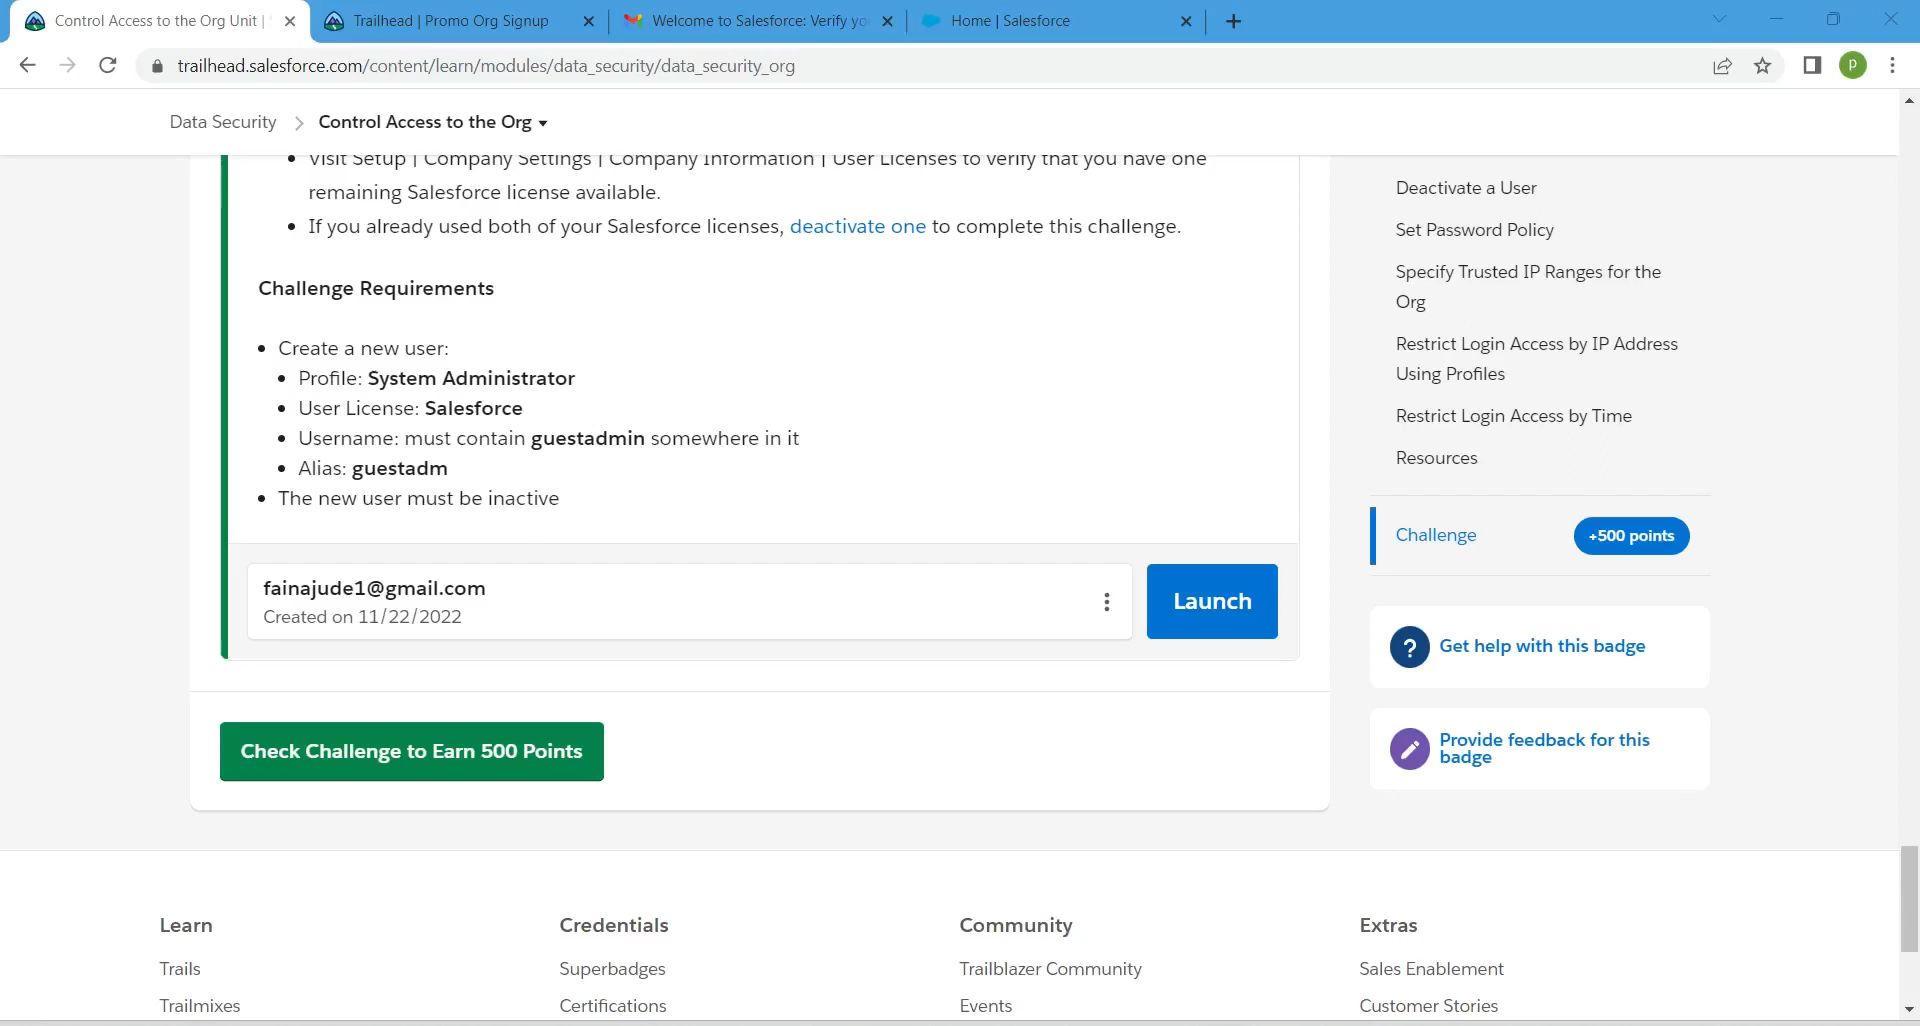 Control Access to the Org Unit |
Trailhead | Promo Org Signup
Welcome to Salesforce: Verify yo
Home | Salesforce
trailhead.salesforce.com/content/learn/modules/data_security/data_security_org
P
Data Security
Control Access to the Org
Visit Setup | Company Settings | Company Information | User Licenses to verify that you have one
remaining Salesforce license available.
If you already used both of your Salesforce licenses, deactivate one to complete this challenge.
Challenge Requirements
Create a new user:
Profile: System Administrator
User License: Salesforce
Username: must contain guestadmin somewhere in it
Alias: guestadm
The new user must be inactive
fainajude1@gmail.com
Created on 11/22/2022
Launch
Check Challenge to Earn 500 Points
Deactivate a User
Set Password Policy
Specify Trusted IP Ranges for the
Org
Restrict Login Access by IP Address
Using Profiles
Restrict Login Access by Time
Resources
Challenge
+500 points
?
Get help with this badge
Provide feedback for this
badge
Learn
Trails
Trailmixes
Credentials
Superbadges
Certifications
Community
Trailblazer Community
Events
Extras
Sales Enablement
Customer Stories